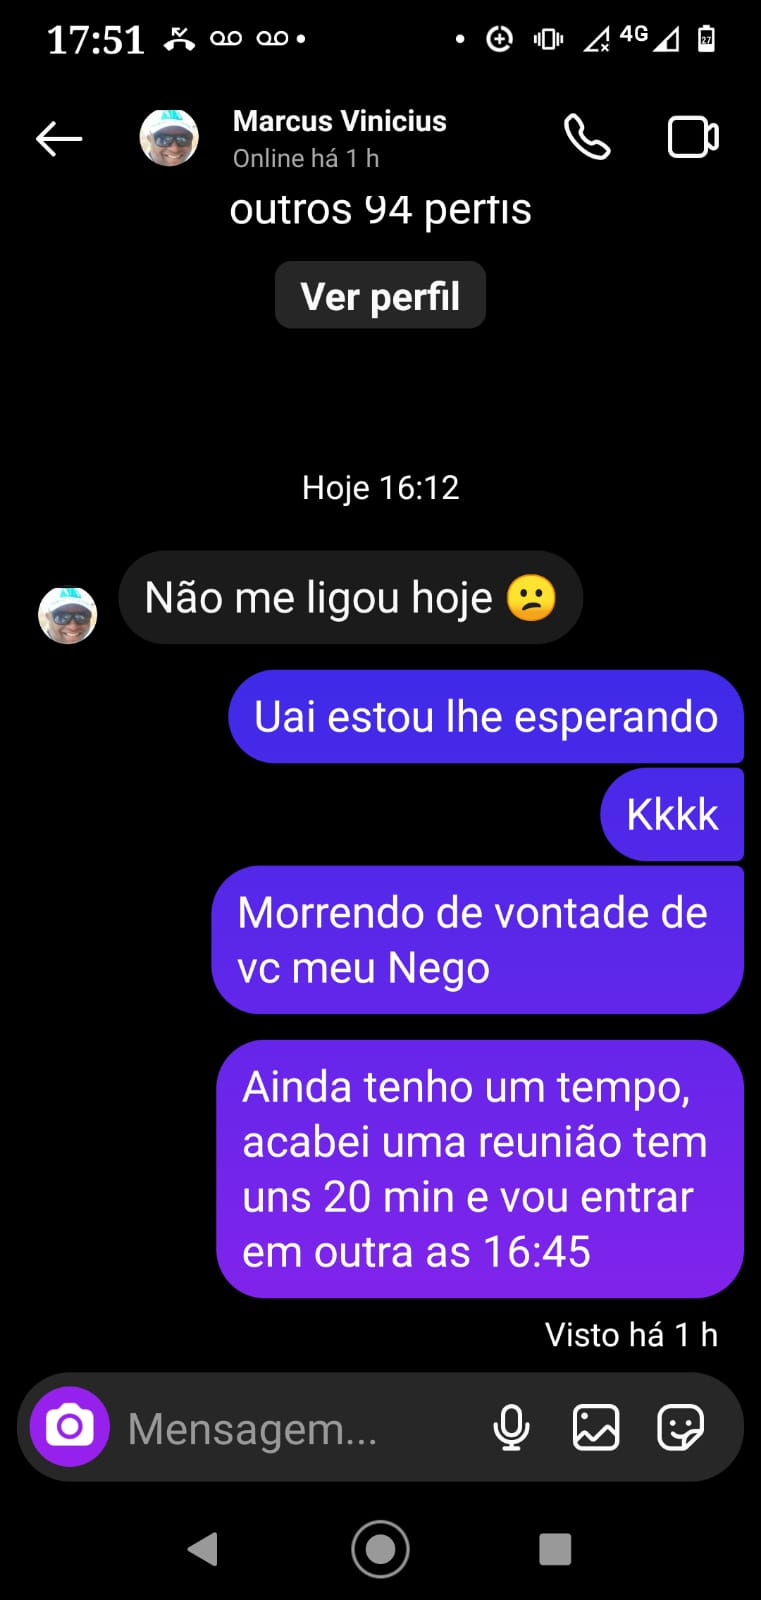 17:51
4G
27
Marcus Vinicius
Online há 1 h
outros 94 perfis
Ver perfil
Hoje 16:12
Não me ligou hoje 😕
Uai estou lhe esperando
Kkkk
Morrendo de vontade de
vc meu Nego
Ainda tenho um tempo,
acabei uma reunião tem
uns 20 min e vou entrar
em outra as 16:45
Visto há 1 h
Mensagem...